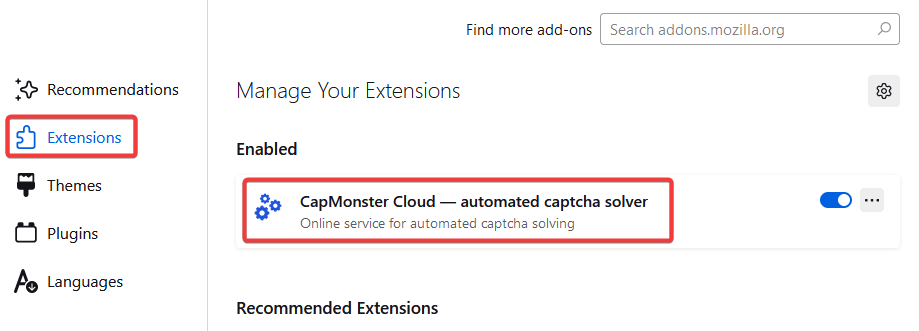 Find more add-ons
Search addons.mozilla.org
Recommendations
Extensions
Themes
Plugins
Languages
Manage Your Extensions
Enabled
CapMonster Cloud — automated captcha solver
Online service for automated captcha solving
Recommended Extensions